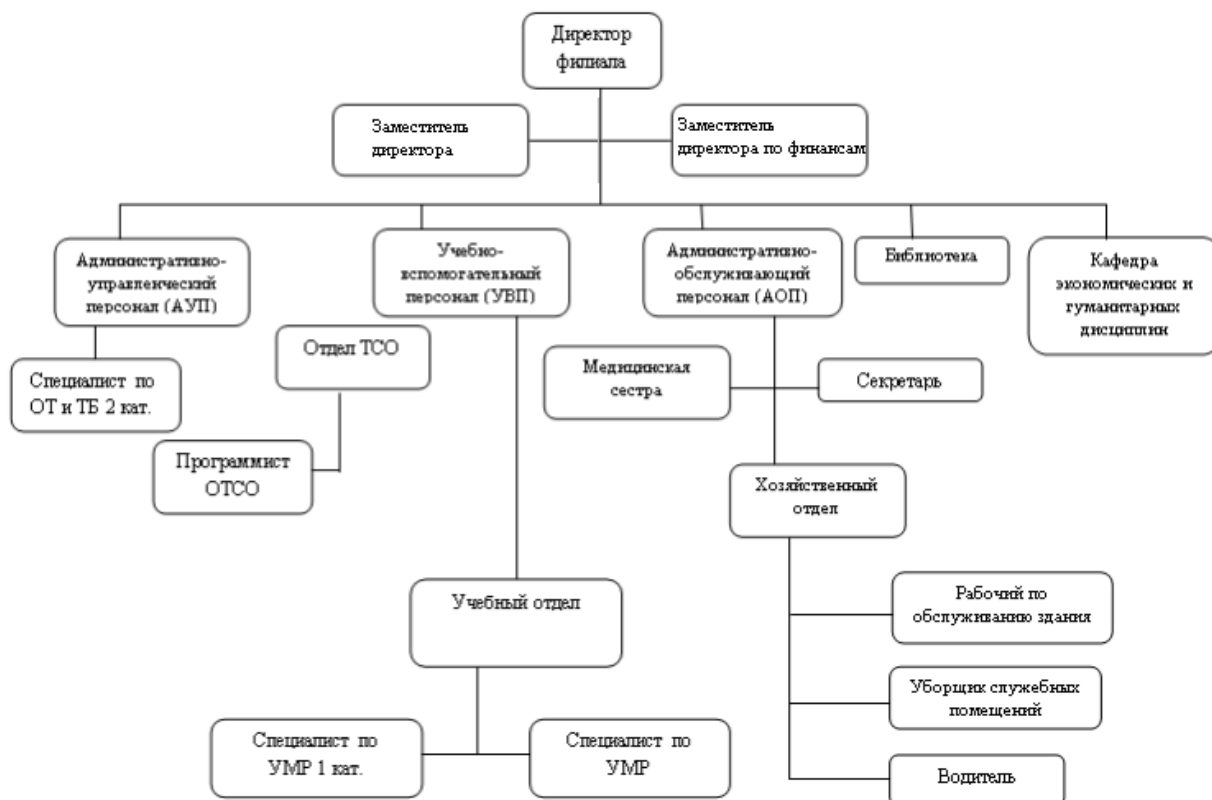 Директор
филиала
Заместитель
директора
Заместитель
директора по финансам
Административно-
управленческий
персонал (АУП)
Учебно-
вспомогательный
персонал (УВП)
Административно-
обслуживающий
персонал (АОП)
Библиотека
Кафедра
экономических и
гуманитарных
дисциплин
Специалист по
ОТ и ТБ 2 кат.
Отдел ТСО
Программист
ОТСО
Медицинская
сестра
Секретарь
Хозяйственный
отдел
Учебный отдел
Рабочий по
обслуживанию здания
Уборщик служебных
помещений
Водитель
Специалист по
УМР 1 кат.
Специалист по
УМР